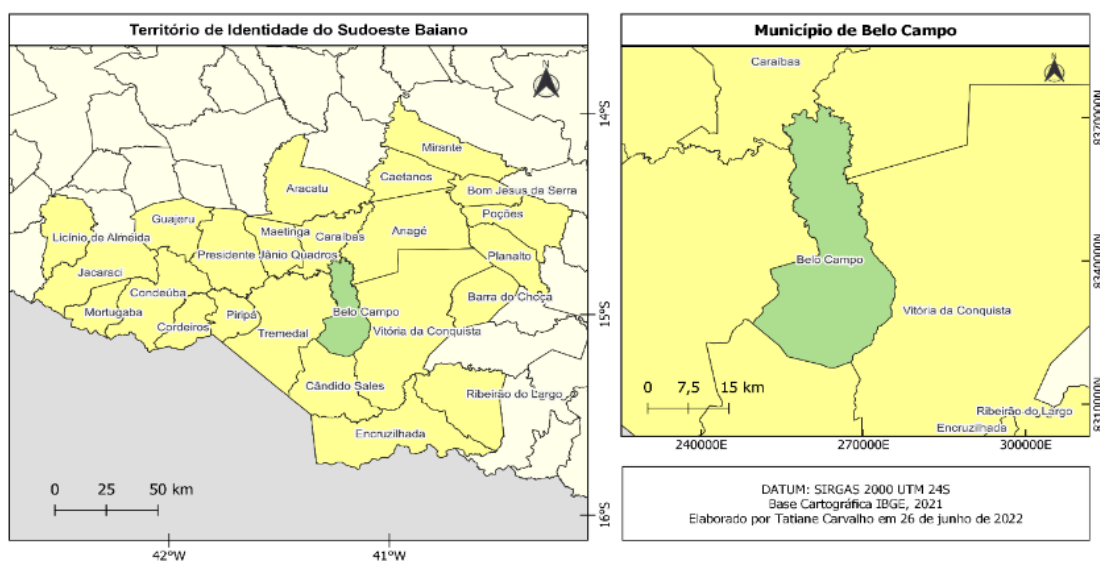 Território de Identidade do Sudoeste Baiano
N
14°S
Mirante
Caetanos
Aracatu
Bom Jesus da Serra
Poções
Guajeru
Maetinga
Caraíbas
Anagé
Licínio de Almeida
Presidente Jânio Quadros
Planalto
Jacaraci
Condeúba
Barra do Choça
Mortugaba
Piripá
Belo Campo
15°S
Cordeiros
Tremedal
Vitória da Conquista
Cândido Sales
Ribeirão do Largo
Encruzilhada
0 25 50 km
16°S
42°W 41°W
Município de Belo Campo
Caraíbas
N
8370000N
Belo Campo
8340000N
Vitória da Conquista
0 7,5 15 km
Ribeirão do Largo
Encruzilhada
8310000N
240000E 270000E 300000E
DATUM: SIRGAS 2000 UTM 24S
Base Cartográfica IBGE, 2021
Elaborado por Tatiane Carvalho em 26 de junho de 2022